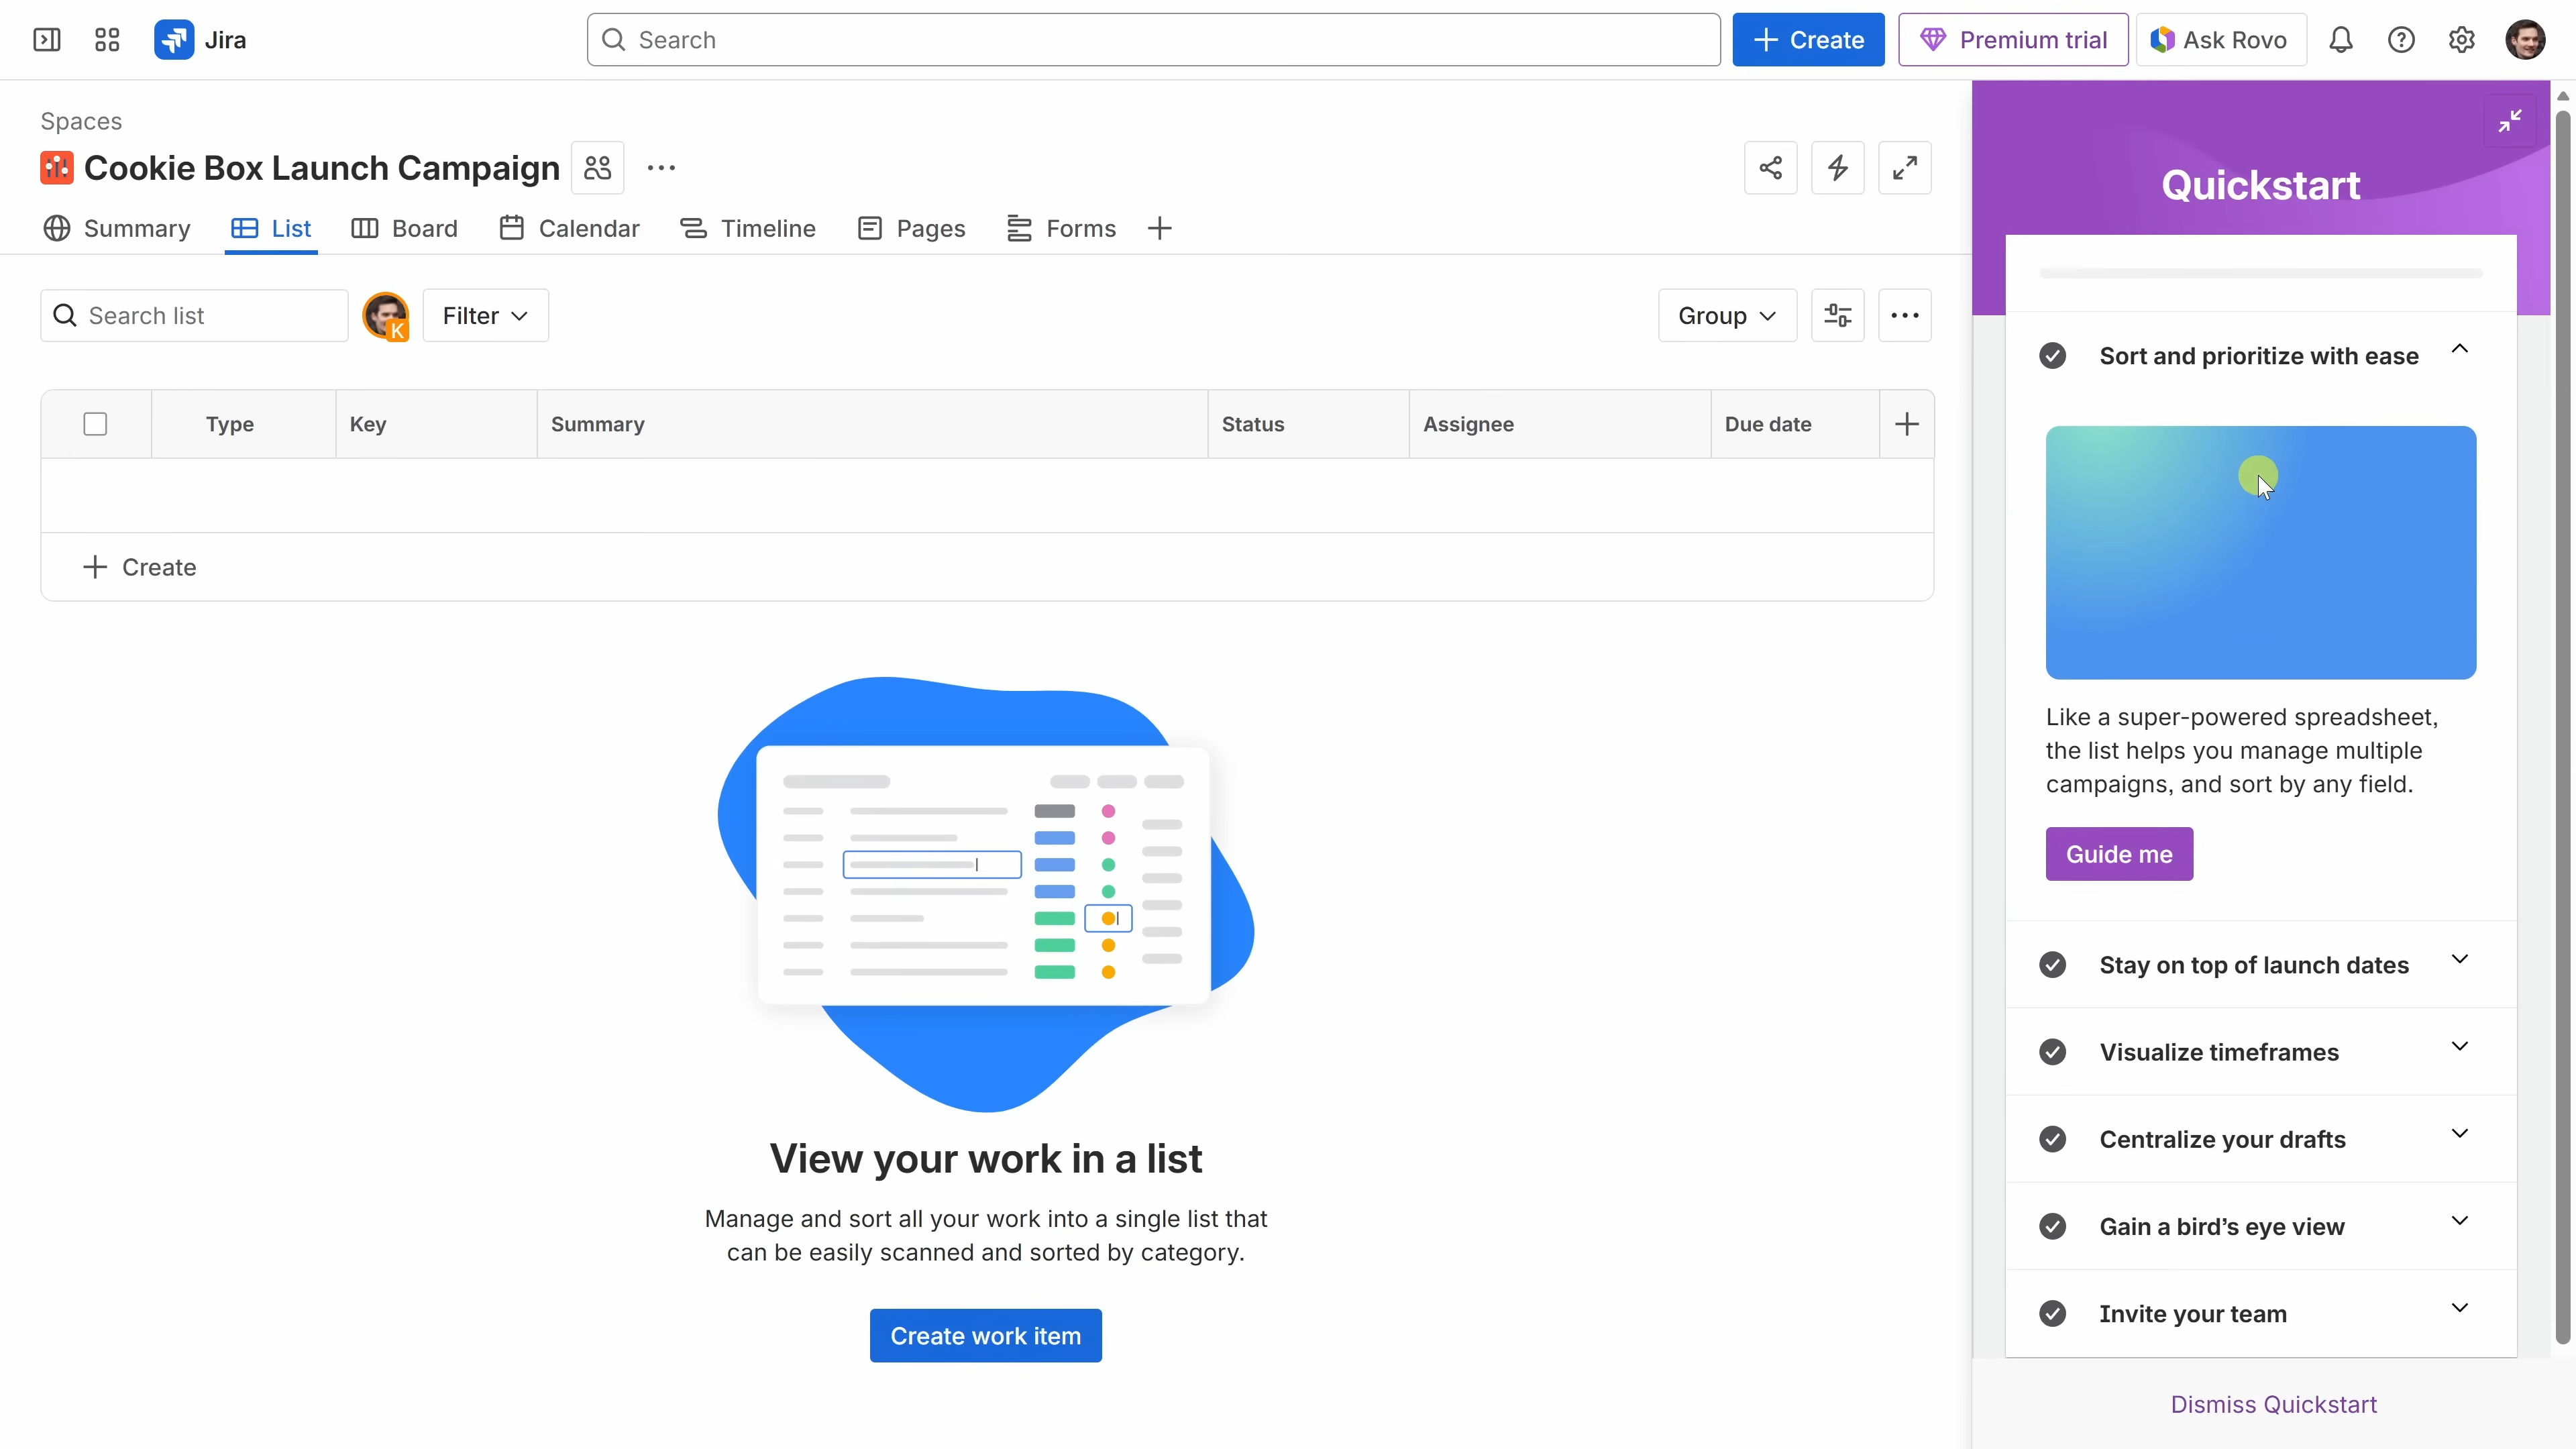 Jira
Search
Create
Premium trial
Ask Rovo
Spaces
Cookie Box Launch Campaign
Summary
List
Board
Calendar
Timeline
Pages
Forms
Search list
K
Filter
Group
Type
Key
Summary
Status
Assignee
Due date
Create
View your work in a list
Manage and sort all your work into a single list that
can be easily scanned and sorted by category.
Create work item
Quickstart
Sort and prioritize with ease
Like a super-powered spreadsheet,
the list helps you manage multiple
campaigns, and sort by any field.
Guide me
Stay on top of launch dates
Visualize timeframes
Centralize your drafts
Gain a bird’s eye view
Invite your team
Dismiss Quickstart